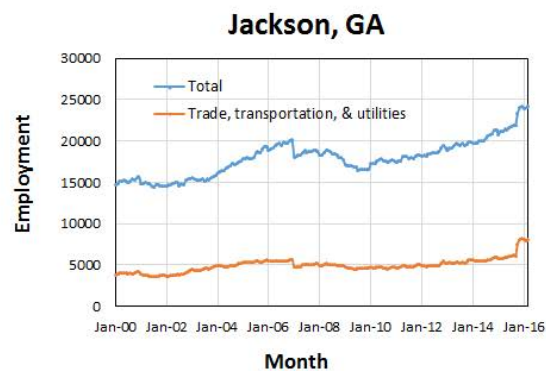 Jackson, GA
30000
25000
20000
15000
10000
5000
0
Employment
Total
Trade, transportation, & utilities
Jan-00 Jan-02 Jan-04 Jan-06 Jan-08 Jan-10 Jan-12 Jan-14 Jan-16
Month